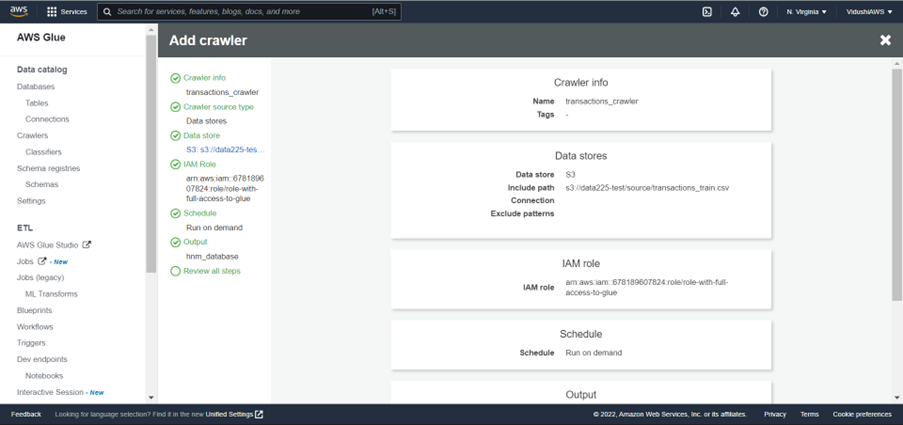 aws
Services
Search for services, features, blogs, docs, and more
[Alt+S]
N. Virginia
VidushiAWS
AWS Glue
Data catalog
Databases
Tables
Connections
Crawlers
Classifiers
Schema registries
Schemas
Settings
ETL
AWS Glue Studio
Jobs - New
Jobs (legacy)
ML Transforms
Blueprints
Workflows
Triggers
Dev endpoints
Notebooks
Interactive Session - New
Add crawler
Crawler info
transactions_crawler
Crawler source type
Data stores
Data store
S3: s3://data225-tes...
IAM Role
arn:aws:iam::6781896
07824:role/role-with-
full-access-to-glue
Schedule
Run on demand
Output
hnm_database
Review all steps
Crawler info
Name transactions_crawler
Tags -
Data stores
Data store S3
Include path s3://data225-test/source/transactions_train.csv
Connection
Exclude patterns
IAM role
IAM role arn:aws:iam::678189607824:role/role-with-full-
access-to-glue
Schedule
Schedule Run on demand
Output
Feedback
Looking for language selection? Find it in the new Unified Settings
© 2022, Amazon Web Services, Inc. or its affiliates.
Privacy
Terms
Cookie preferences